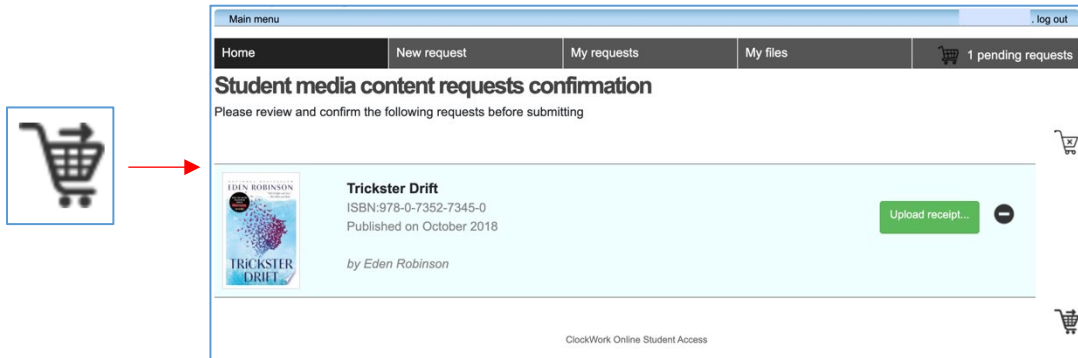 Main menu
. log out
Home New request My requests My files 1 pending requests
Student media content requests confirmation
Please review and confirm the following requests before submitting
EDEN ROBINSON
TRICKSTER
DRIFT
Trickster Drift
ISBN:978-0-7352-7345-0
Published on October 2018
by Eden Robinson
Upload receipt...
ClockWork Online Student Access